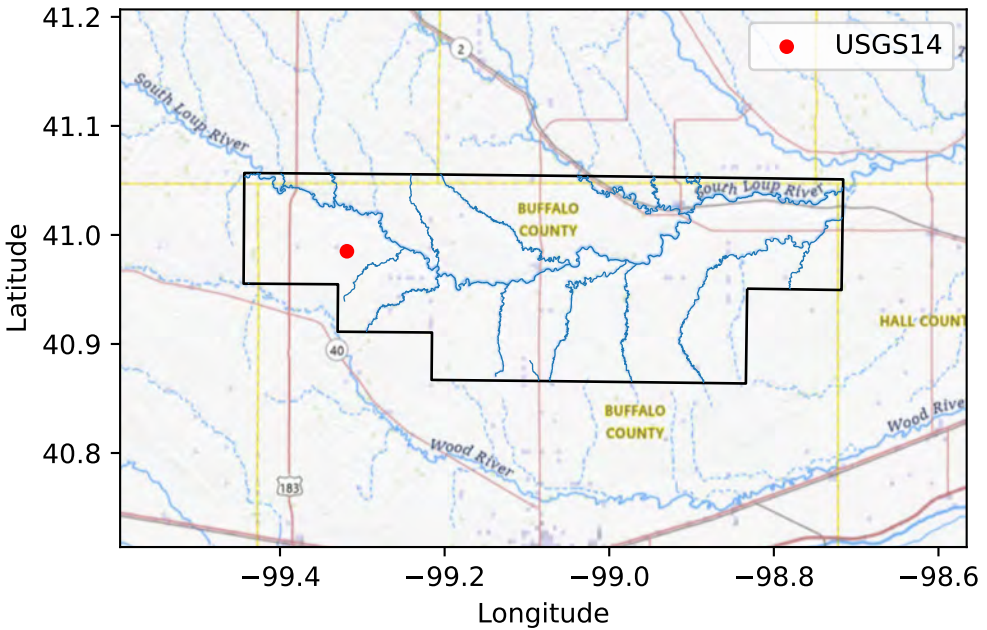 41.2
41.1
41.0
40.9
40.8
Latitude
−99.4
−99.2
−99.0
−98.8
−98.6
Longitude
USGS14
2
South Loup River
South Loup River
BUFFALO
COUNTY
HALL COUNT
40
BUFFALO
COUNTY
Wood River
Wood Rive
183